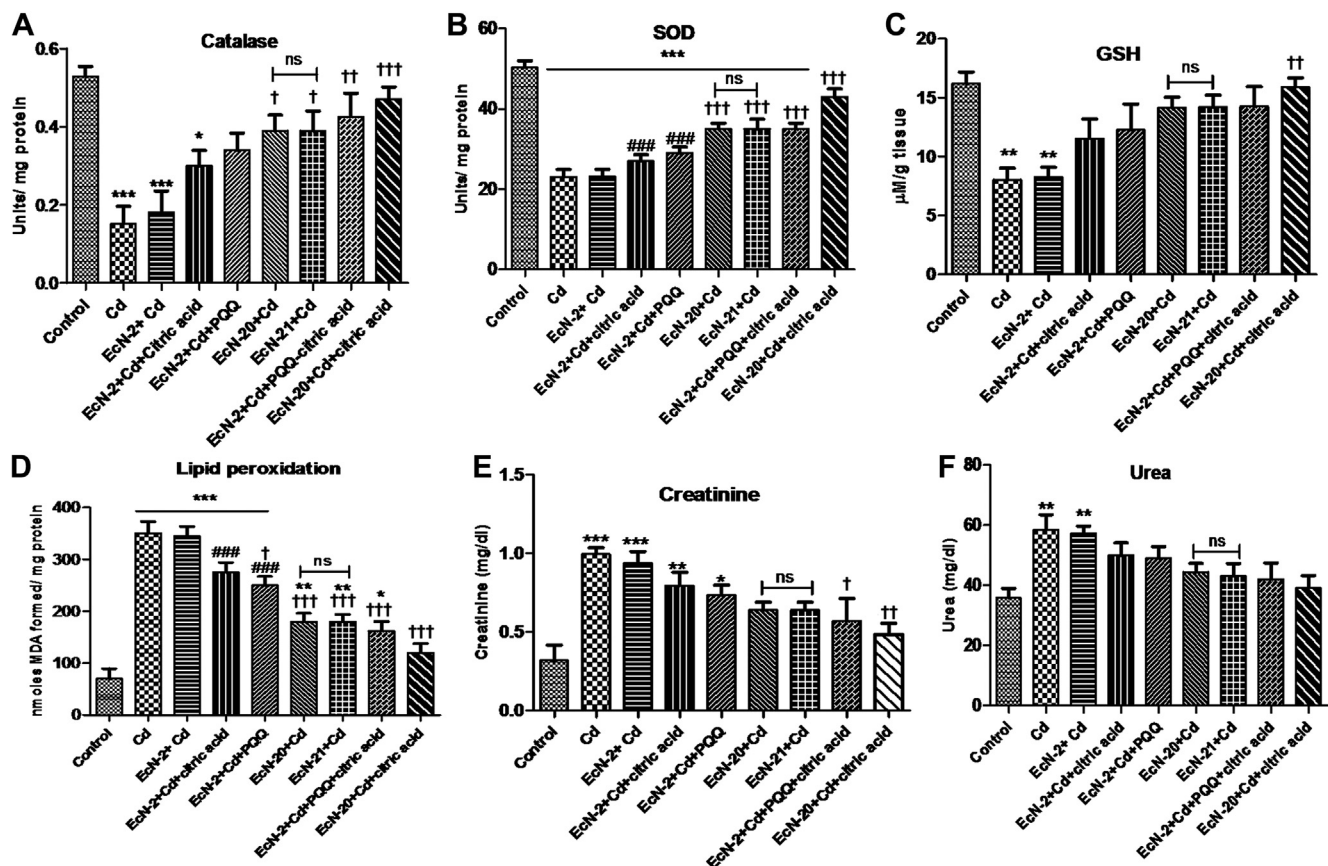 A
Catalase
Units/ mg protein
0.6
0.4
0.2
0.0
***
***
*
†
†
ns
††
†††
Control
Cd
EcN-2+ Cd
EcN-2+Cd+Citric acid
EcN-2+Cd+PQQ
EcN-20+Cd
EcN-21+Cd
EcN-2+Cd+PQQ-citric acid
EcN-20+Cd+citric acid
B
SOD
Units/ mg protein
60
40
20
0
***
###
###
†††
†††
ns
†††
†††
Control
Cd
EcN-2+ Cd
EcN-2+Cd+citric acid
EcN-2+Cd+PQQ
EcN-20+Cd
EcN-21+Cd
EcN-2+Cd+PQQ+citric acid
EcN-20+Cd+citric acid
C
GSH
µM/g tissue
20
15
10
5
0
**
**
ns
††
Control
Cd
EcN-2+ Cd
EcN-2+Cd+citric acid
EcN-2+Cd+PQQ
EcN-20+Cd
EcN-21+Cd
EcN-2+Cd+PQQ+citric acid
EcN-20+Cd+citric acid
D
Lipid peroxidation
nmoles MDA formed/ mg protein
400
300
200
100
0
***
###
†
###
ns
**
†††
**
†††
*
†††
†††
Control
Cd
EcN-2+ Cd
EcN-2+Cd+citric acid
EcN-2+Cd+PQQ
EcN-20+Cd
EcN-21+Cd
EcN-2+Cd+PQQ+citric acid
EcN-20+Cd+citric acid
E
Creatinine
Creatinine (mg/dl)
1.5
1.0
0.5
0.0
***
***
**
*
ns
†
††
Control
Cd
EcN-2+ Cd
EcN-2+Cd+citric acid
EcN-2+Cd+PQQ
EcN-20+Cd
EcN-21+Cd
EcN-2+Cd+PQQ+citric acid
EcN-20+Cd+citric acid
F
Urea
Urea (mg/dl)
80
60
40
20
0
**
**
ns
Control
Cd
EcN-2+ Cd
EcN-2+Cd+citric acid
EcN-2+Cd+PQQ
EcN-20+Cd
EcN-21+Cd
EcN-2+Cd+PQQ+citric acid
EcN-20+Cd+citric acid